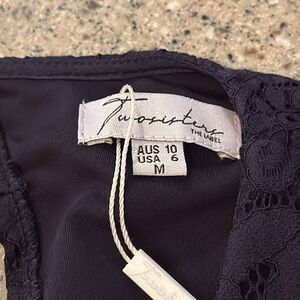 Twosisters
THE LABEL
AUS 10
USA 6
M